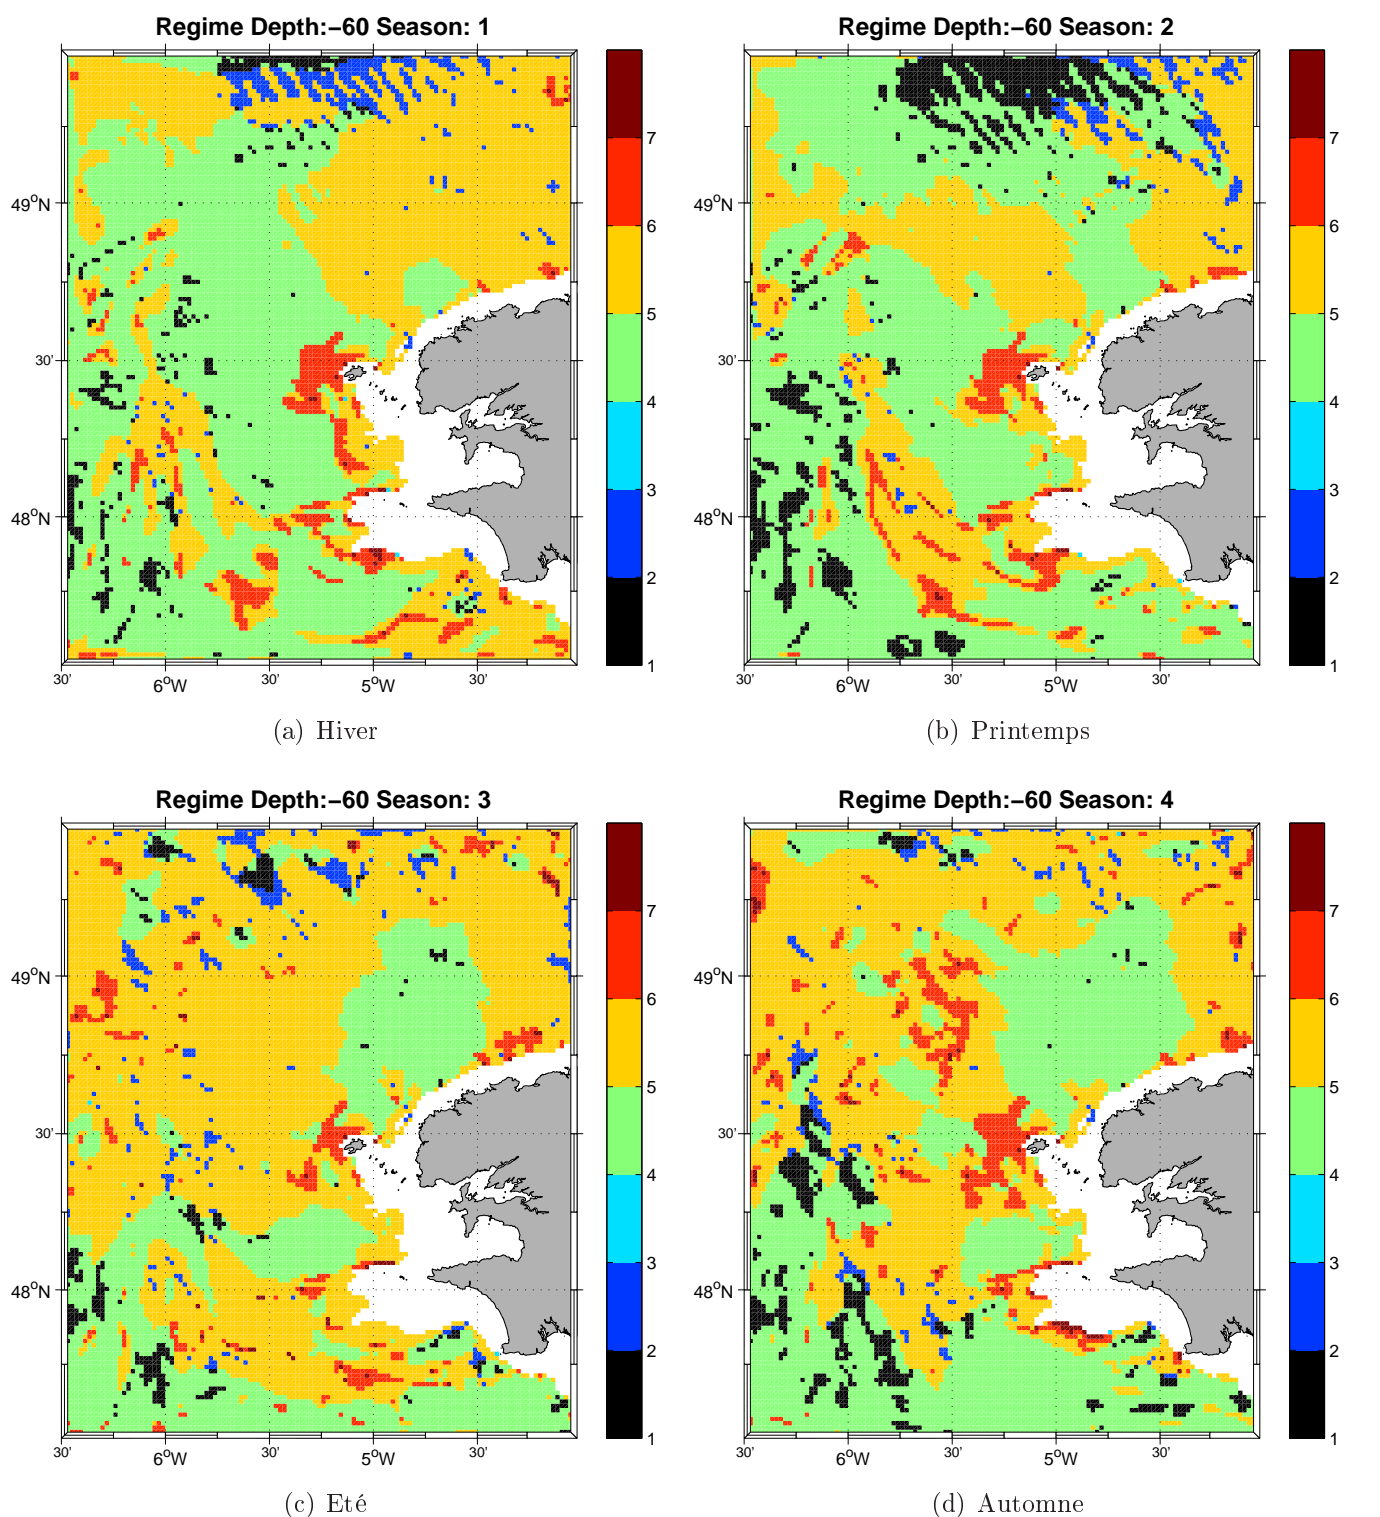 Regime Depth:−60 Season: 1
Regime Depth:−60 Season: 2
7
6
5
4
3
2
1
49°N
30'
48°N
30'
6°W
30'
5°W
30'
7
6
5
4
3
2
1
49°N
30'
48°N
30'
6°W
30'
5°W
30'
(a) Hiver
(b) Printemps
Regime Depth:−60 Season: 3
Regime Depth:−60 Season: 4
7
6
5
4
3
2
1
49°N
30'
48°N
30'
6°W
30'
5°W
30'
7
6
5
4
3
2
1
49°N
30'
48°N
30'
6°W
30'
5°W
30'
(c) Eté
(d) Automne